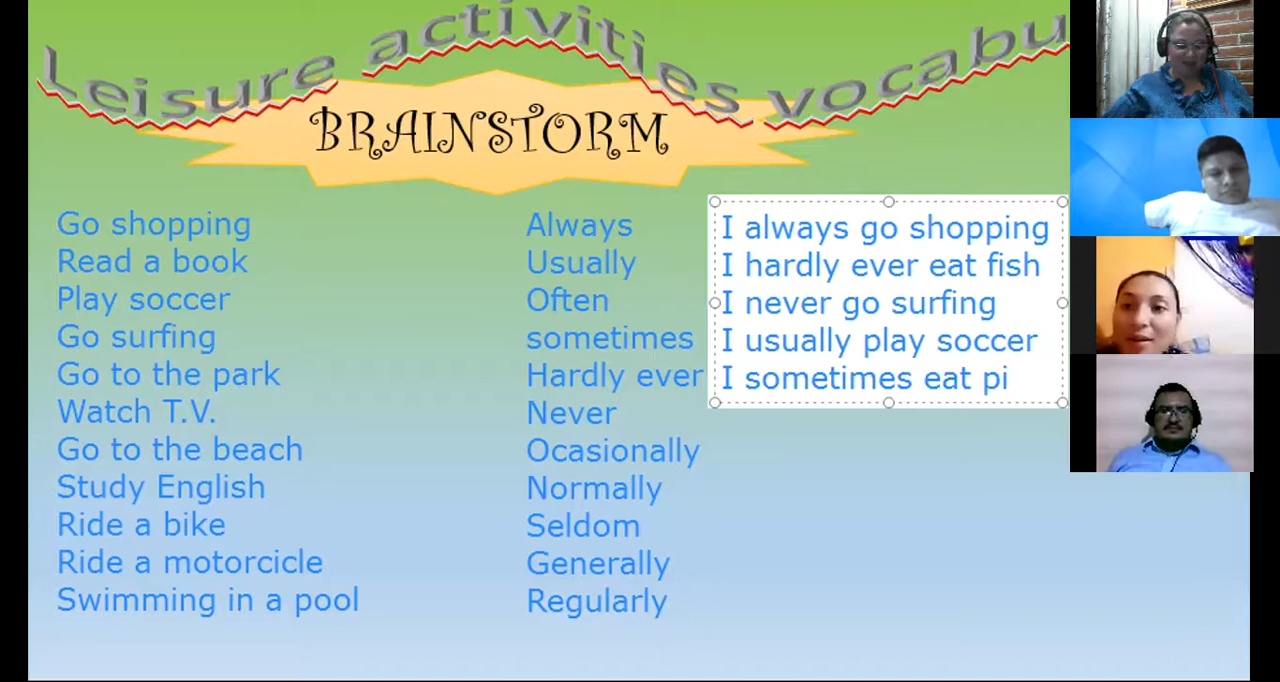 Leisure activities vocabu
BRAINSTORM
Go shopping
Read a book
Play soccer
Go surfing
Go to the park
Watch T.V.
Go to the beach
Study English
Ride a bike
Ride a motorcicle
Swimming in a pool
Always
Usually
Often
sometimes
Hardly ever
Never
Ocasionally
Normally
Seldom
Generally
Regularly
I always go shopping
I hardly ever eat fish
I never go surfing
I usually play soccer
I sometimes eat pi